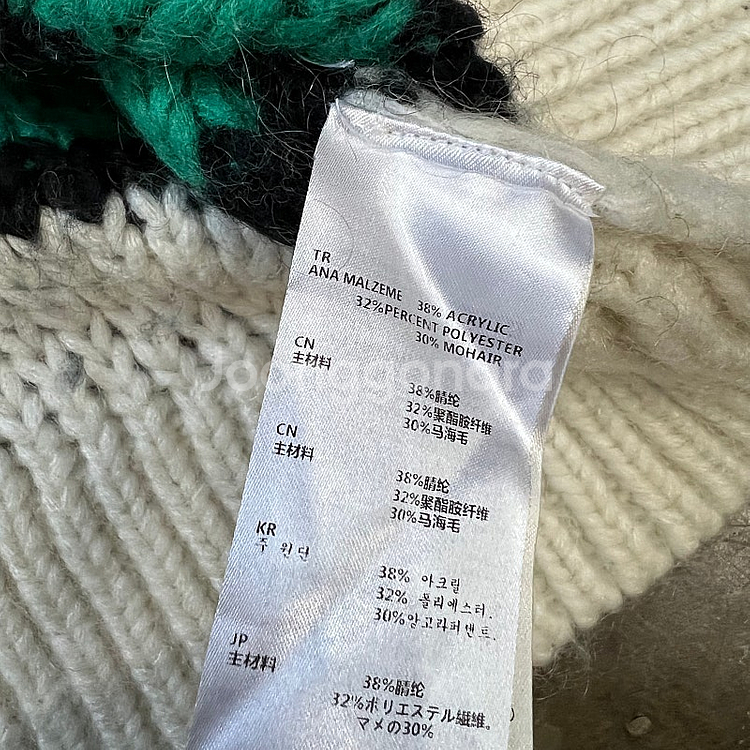 TR
ANA MALZEME 38% ACRYLIC
32%PERCENT POLYESTER
30% MOHAIR
CN
主材料
38%腈纶
32%聚酯胺纤维
30%马海毛
CN
主材料
38%腈纶
32%聚酯胺纤维
30%马海毛
KR
주 원단
38% 아크릴
32% 폴리에스터.
30%앙고라퍼센트.
JP
主材料
38%腈纶
32%ポリエステル繊維。
マメの30%
Joonggonara